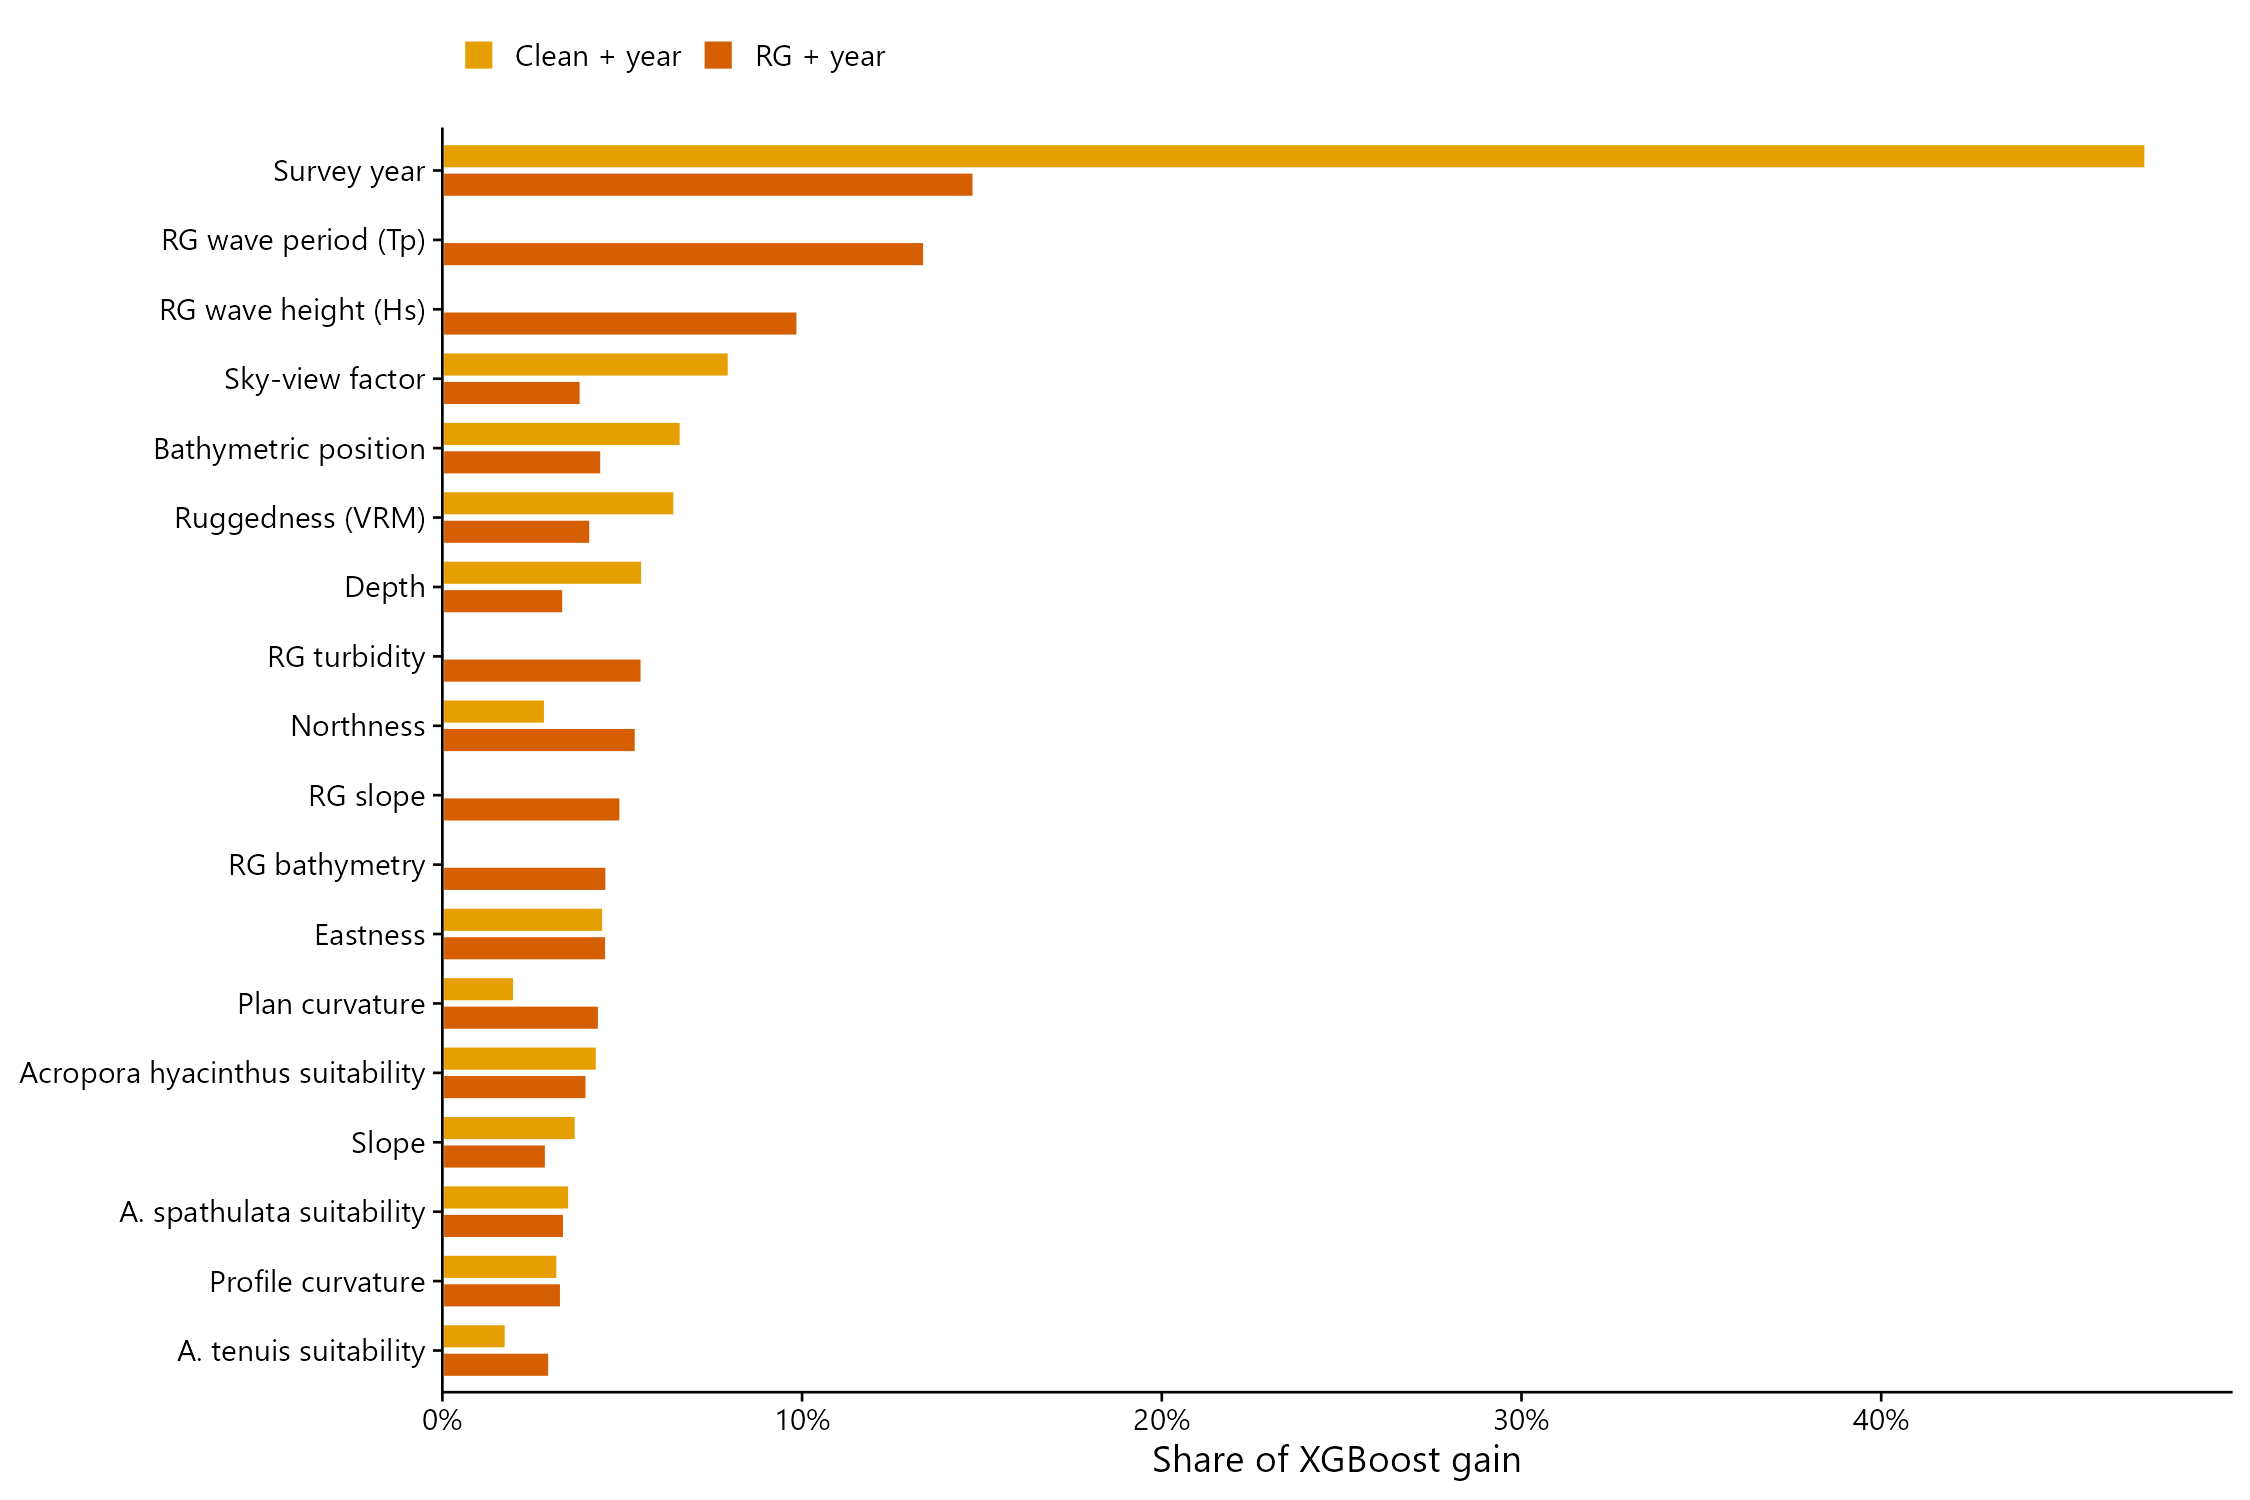 Clean + year RG + year
Survey year
RG wave period (Tp)
RG wave height (Hs)
Sky-view factor
Bathymetric position
Ruggedness (VRM)
Depth
RG turbidity
Northness
RG slope
RG bathymetry
Eastness
Plan curvature
Acropora hyacinthus suitability
Slope
A. spathulata suitability
Profile curvature
A. tenuis suitability
0% 10% 20% 30% 40%
Share of XGBoost gain